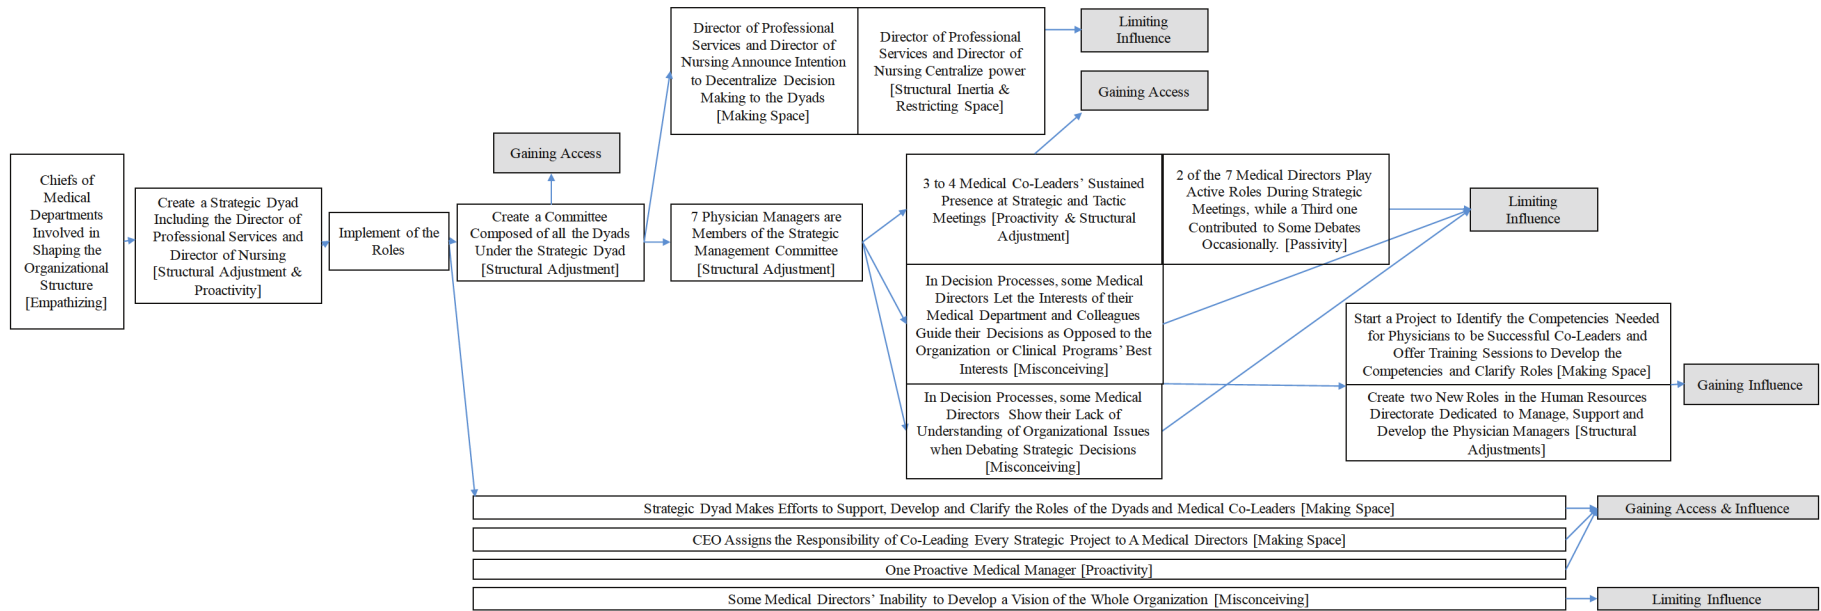 Chiefs of
Medical
Departments
Involved in
Shaping the
Organizational
Structure
[Empathizing]
Create a Strategic Dyad
Including the Director of
Professional Services and
Director of Nursing
[Structural Adjustment &
Proactivity]
Implement of the
Roles
Gaining Access
Create a Committee
Composed of all the Dyads
Under the Strategic Dyad
[Structural Adjustment]
Director of Professional
Services and Director of
Nursing Announce Intention
to Decentralize Decision
Making to the Dyads
[Making Space]
Director of Professional
Services and Director of
Nursing Centralize power
[Structural Inertia &
Restricting Space]
Limiting
Influence
Gaining Access
7 Physician Managers are
Members of the Strategic
Management Committee
[Structural Adjustment]
3 to 4 Medical Co-Leaders’ Sustained
Presence at Strategic and Tactic
Meetings [Proactivity & Structural
Adjustment]
2 of the 7 Medical Directors Play
Active Roles During Strategic
Meetings, while a Third one
Contributed to Some Debates
Occasionally. [Passivity]
Limiting
Influence
In Decision Processes, some Medical
Directors Let the Interests of their
Medical Department and Colleagues
Guide their Decisions as Opposed to the
Organization or Clinical Programs’ Best
Interests [Misconceiving]
In Decision Processes, some Medical
Directors Show their Lack of
Understanding of Organizational Issues
when Debating Strategic Decisions
[Misconceiving]
Start a Project to Identify the Competencies Needed
for Physicians to be Successful Co-Leaders and
Offer Training Sessions to Develop the
Competencies and Clarify Roles [Making Space]
Create two New Roles in the Human Resources
Directorate Dedicated to Manage, Support and
Develop the Physician Managers [Structural
Adjustments]
Gaining Influence
Strategic Dyad Makes Efforts to Support, Develop and Clarify the Roles of the Dyads and Medical Co-Leaders [Making Space]
Gaining Access & Influence
CEO Assigns the Responsibility of Co-Leading Every Strategic Project to A Medical Directors [Making Space]
One Proactive Medical Manager [Proactivity]
Some Medical Directors’ Inability to Develop a Vision of the Whole Organization [Misconceiving]
Limiting Influence